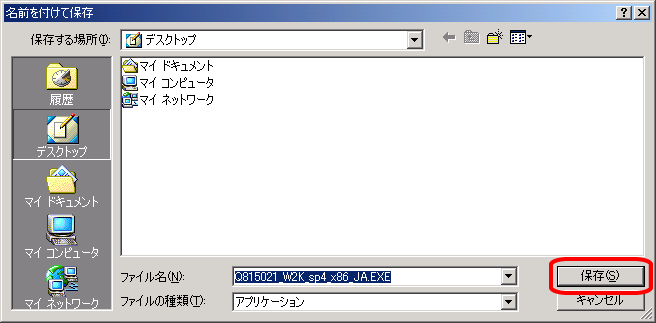 名前を付けて保存
保存する場所(I):
デスクトップ
履歴
デスクトップ
マイ ドキュメント
マイ コンピュータ
マイ ネットワーク
マイ ドキュメント
マイ コンピュータ
マイ ネットワーク
ファイル名(N):
Q815021_W2K_sp4_x86_JA.EXE
保存(S)
ファイルの種類(T):
アプリケーション
キャンセル